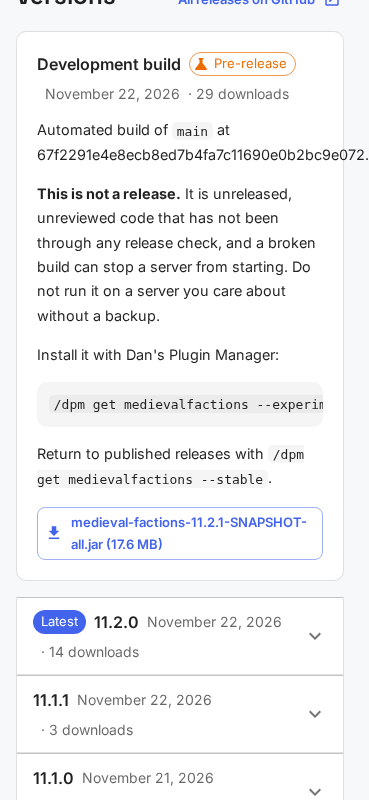 Versions All releases on GitHub
Development build Pre-release
November 22, 2026 · 29 downloads
Automated build of main at
67f2291e4e8ecb8ed7b4fa7c11690e0b2bc9e072.
This is not a release. It is unreleased,
unreviewed code that has not been
through any release check, and a broken
build can stop a server from starting. Do
not run it on a server you care about
without a backup.
Install it with Dan's Plugin Manager:
/dpm get medievalfactions --experim
Return to published releases with /dpm
get medievalfactions --stable.
medieval-factions-11.2.1-SNAPSHOT-
all.jar (17.6 MB)
Latest 11.2.0 November 22, 2026
· 14 downloads
11.1.1 November 22, 2026
· 3 downloads
11.1.0 November 21, 2026